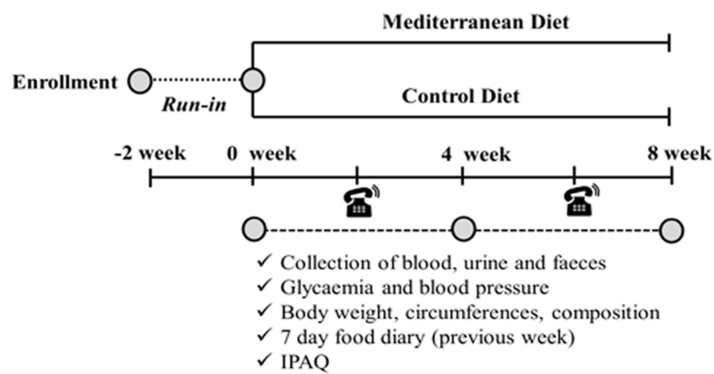 Mediterranean Diet
Enrollment
Run-in
Control Diet
-2 week 0 week 4 week 8 week
✓ Collection of blood, urine and faeces
✓ Glycaemia and blood pressure
✓ Body weight, circumferences, composition
✓ 7 day food diary (previous week)
✓ IPAQ